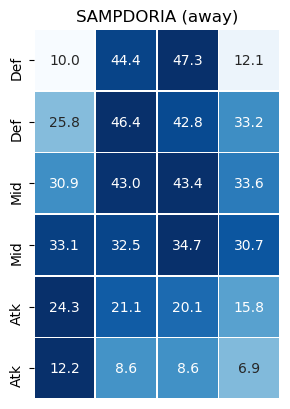 SAMPDORIA (away)
Def 10.0 44.4 47.3 12.1
Def 25.8 46.4 42.8 33.2
Mid 30.9 43.0 43.4 33.6
Mid 33.1 32.5 34.7 30.7
Atk 24.3 21.1 20.1 15.8
Atk 12.2 8.6 8.6 6.9